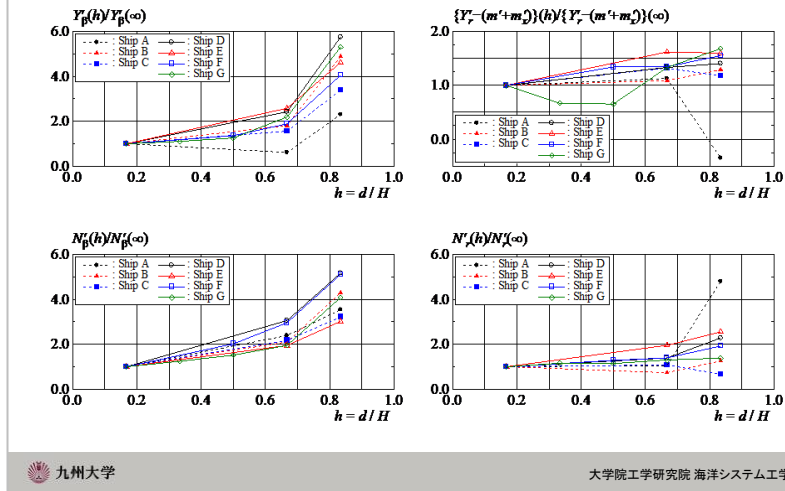 Y'β(h)/Y'β(∞)
6.0
4.0
2.0
0.0
: Ship A
: Ship B
: Ship C
: Ship D
: Ship E
: Ship F
: Ship G
0.0 0.2 0.4 0.6 0.8 1.0
h = d / H
{Y'r−(m'+m'x)}(h)/{Y'r−(m'+m'x)}(∞)
2.0
1.0
0.0
: Ship A
: Ship B
: Ship C
: Ship D
: Ship E
: Ship F
: Ship G
0.0 0.2 0.4 0.6 0.8 1.0
h = d / H
N'β(h)/N'β(∞)
6.0
4.0
2.0
0.0
: Ship A
: Ship B
: Ship C
: Ship D
: Ship E
: Ship F
: Ship G
0.0 0.2 0.4 0.6 0.8 1.0
h = d / H
N'r(h)/N'r(∞)
6.0
4.0
2.0
0.0
: Ship A
: Ship B
: Ship C
: Ship D
: Ship E
: Ship F
: Ship G
0.0 0.2 0.4 0.6 0.8 1.0
h = d / H
九州大学
大学院工学研究院 海洋システム工学